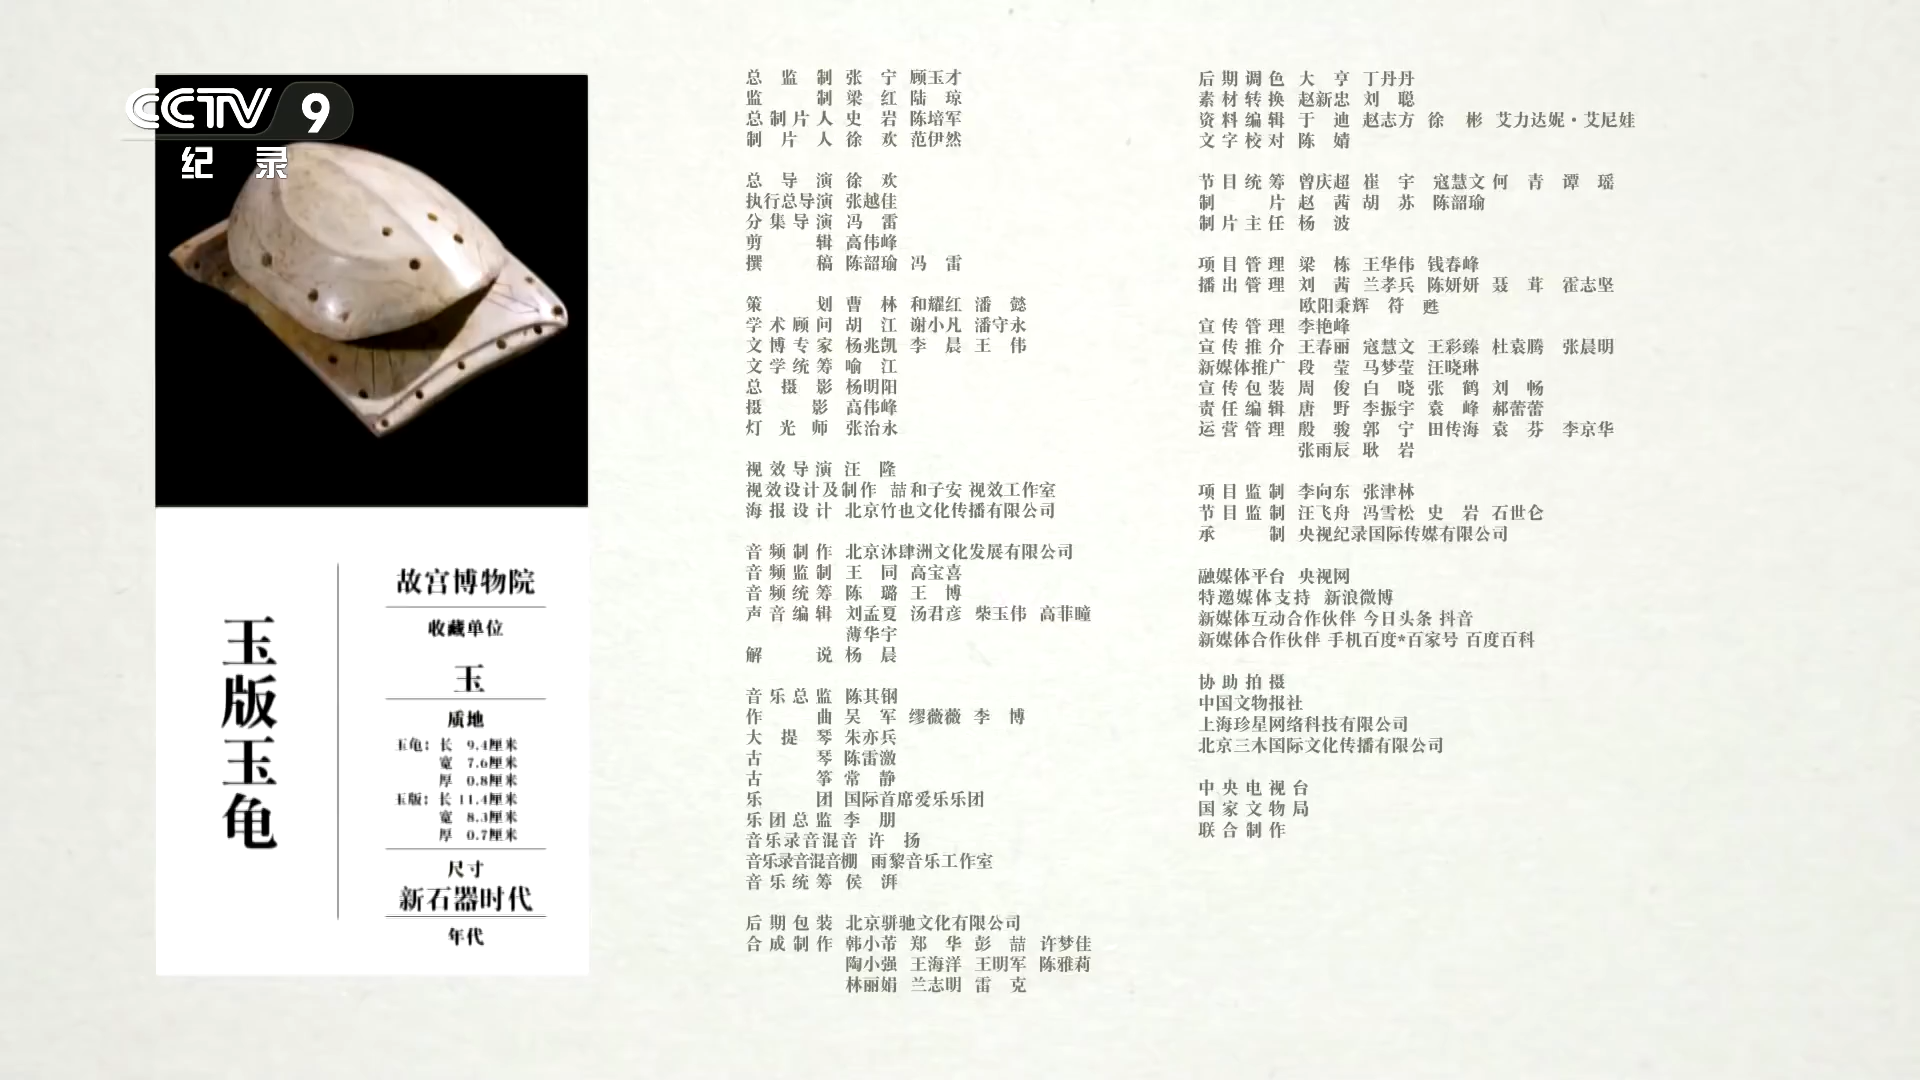 CCTV 9
纪录
玉版玉龟
故宫博物院
收藏单位
玉
质地
玉龟：长 9.4厘米
宽 7.6厘米
厚 0.8厘米
玉版：长 11.4厘米
宽 8.3厘米
厚 0.7厘米
尺寸
新石器时代
年代
总监制 张宁 顾玉才
监制 梁红 陆琼
总制片人 史岩 陈培军
制片人 徐欢 范伊然
总导演 徐欢
执行总导演 张越佳
分集导演 冯雷
剪辑 高伟峰
撰稿 陈韶瑜 冯雷
策划 曹林 和耀红 潘懿
学术顾问 胡江 谢小凡 潘守永
文博专家 杨兆凯 李晨 王伟
文学统筹 喻江
总摄影 杨明阳
摄影 高伟峰
灯光师 张治永
视效导演 汪隆
视效设计及制作 喆和子安 视效工作室
海报设计 北京竹也文化传播有限公司
音频制作 北京沐肆洲文化发展有限公司
音频监制 王同 高宝喜
音频统筹 陈璐 王博
声音编辑 刘孟夏 汤君彦 柴玉伟 高菲瞳
薄华宇
解说 杨晨
音乐总监 陈其钢
作曲 吴军 缪薇薇 李博
大提琴 朱亦兵
古琴 陈雷激
古筝 常静
乐团 国际首席爱乐乐团
乐团总监 李朋
音乐录音混音 许扬
音乐录音混音棚 雨黎音乐工作室
音乐统筹 侯湃
后期包装 北京骈驰文化有限公司
合成制作 韩小芾 郑华 彭喆 许梦佳
陶小强 王海洋 王明军 陈雅莉
林丽娟 兰志明 雷克
后期调色 大亨 丁丹丹
素材转换 赵新忠 刘聪
资料编辑 于迪 赵志方 徐彬 艾力达妮·艾尼娃
文字校对 陈婧
节目统筹 曾庆超 崔宇 寇慧文 何青 谭瑶
制片 赵茜 胡苏 陈韶瑜
制片主任 杨波
项目管理 梁栋 王华伟 钱春峰
播出管理 刘茜 兰孝兵 陈妍妍 聂茸 霍志坚
欧阳秉辉 符甦
宣传管理 李艳峰
宣传推介 王春丽 寇慧文 王彩臻 杜袁腾 张晨明
新媒体推广 段莹 马梦莹 汪晓琳
宣传包装 周俊 白晓 张鹤 刘畅
责任编辑 唐野 李振宇 袁峰 郝蕾蕾
运营管理 殷骏 郭宁 田传海 袁芬 李京华
张雨辰 耿岩
项目监制 李向东 张津林
节目监制 汪飞舟 冯雪松 史岩 石世仑
承制 央视纪录国际传媒有限公司
融媒体平台 央视网
特邀媒体支持 新浪微博
新媒体互动合作伙伴 今日头条 抖音
新媒体合作伙伴 手机百度*百家号 百度百科
协助拍摄
中国文物报社
上海珍星网络科技有限公司
北京三木国际文化传播有限公司
中央电视台
国家文物局
联合制作